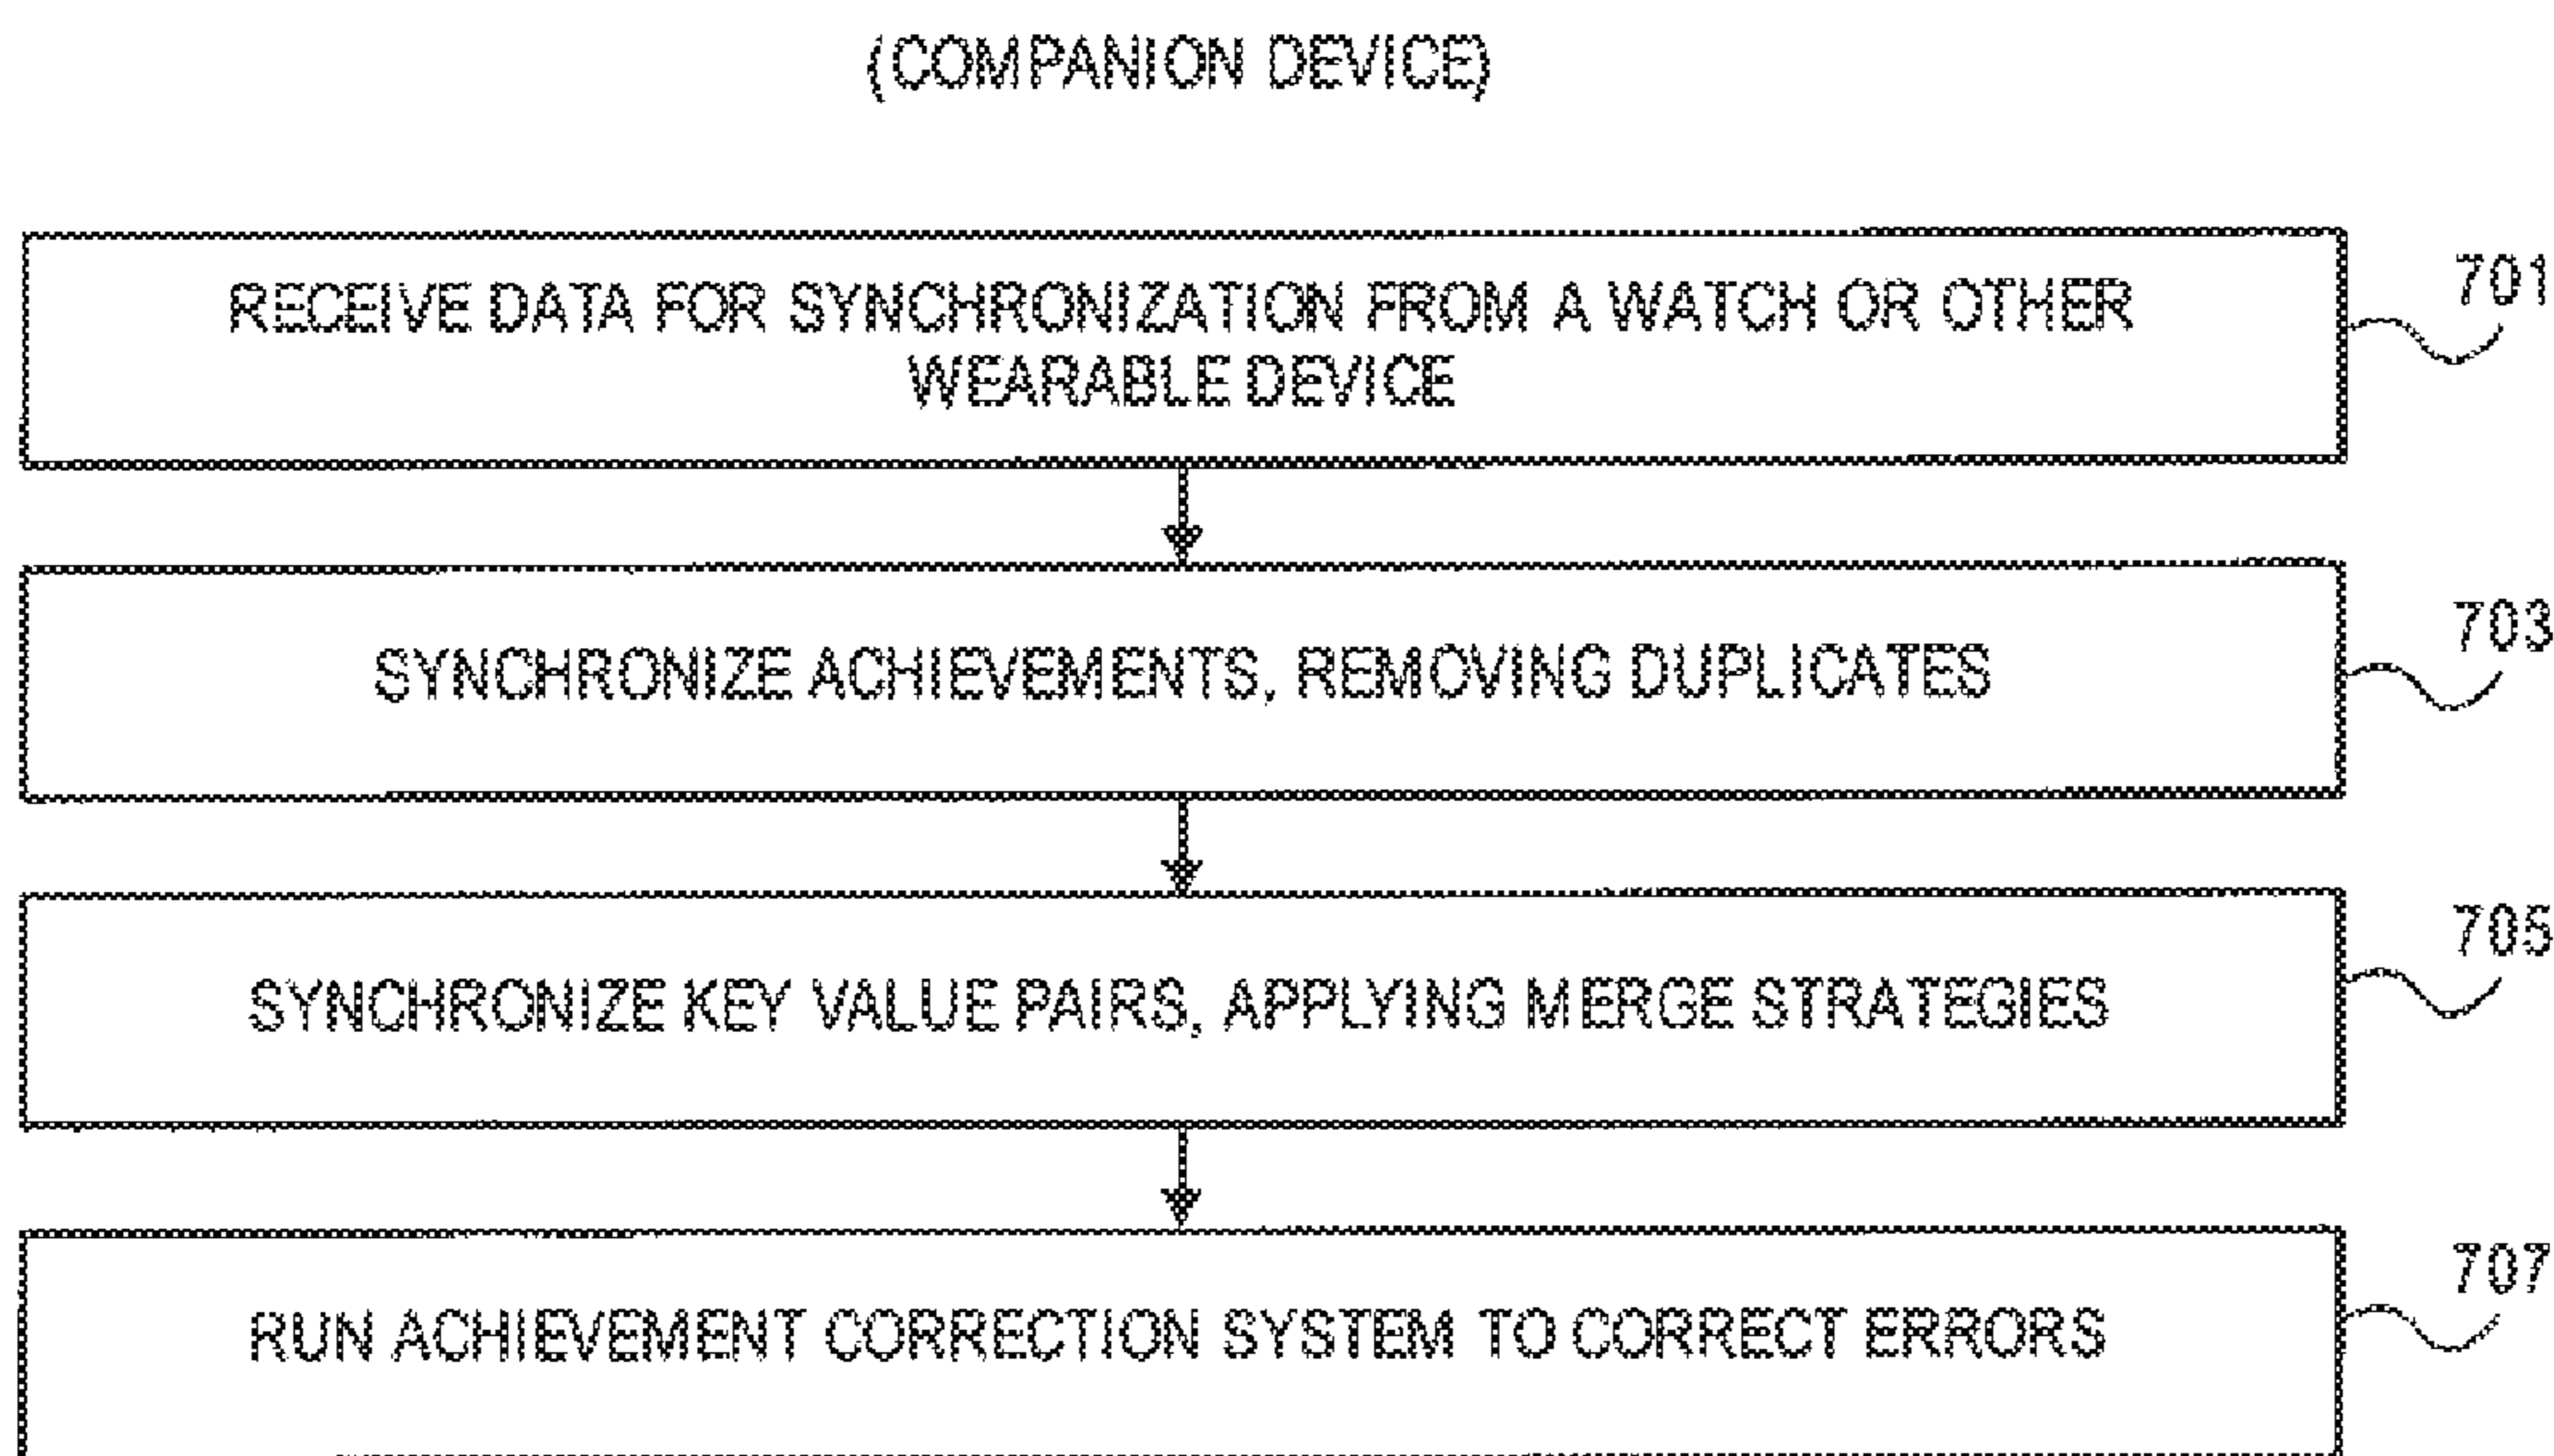 (COMPANION DEVICE)
RECEIVE DATA FOR SYNCHRONIZATION FROM A WATCH OR OTHER
WEARABLE DEVICE
701
SYNCHRONIZE ACHIEVEMENTS, REMOVING DUPLICATES
703
SYNCHRONIZE KEY VALUE PAIRS, APPLYING MERGE STRATEGIES
705
RUN ACHIEVEMENT CORRECTION SYSTEM TO CORRECT ERRORS
707